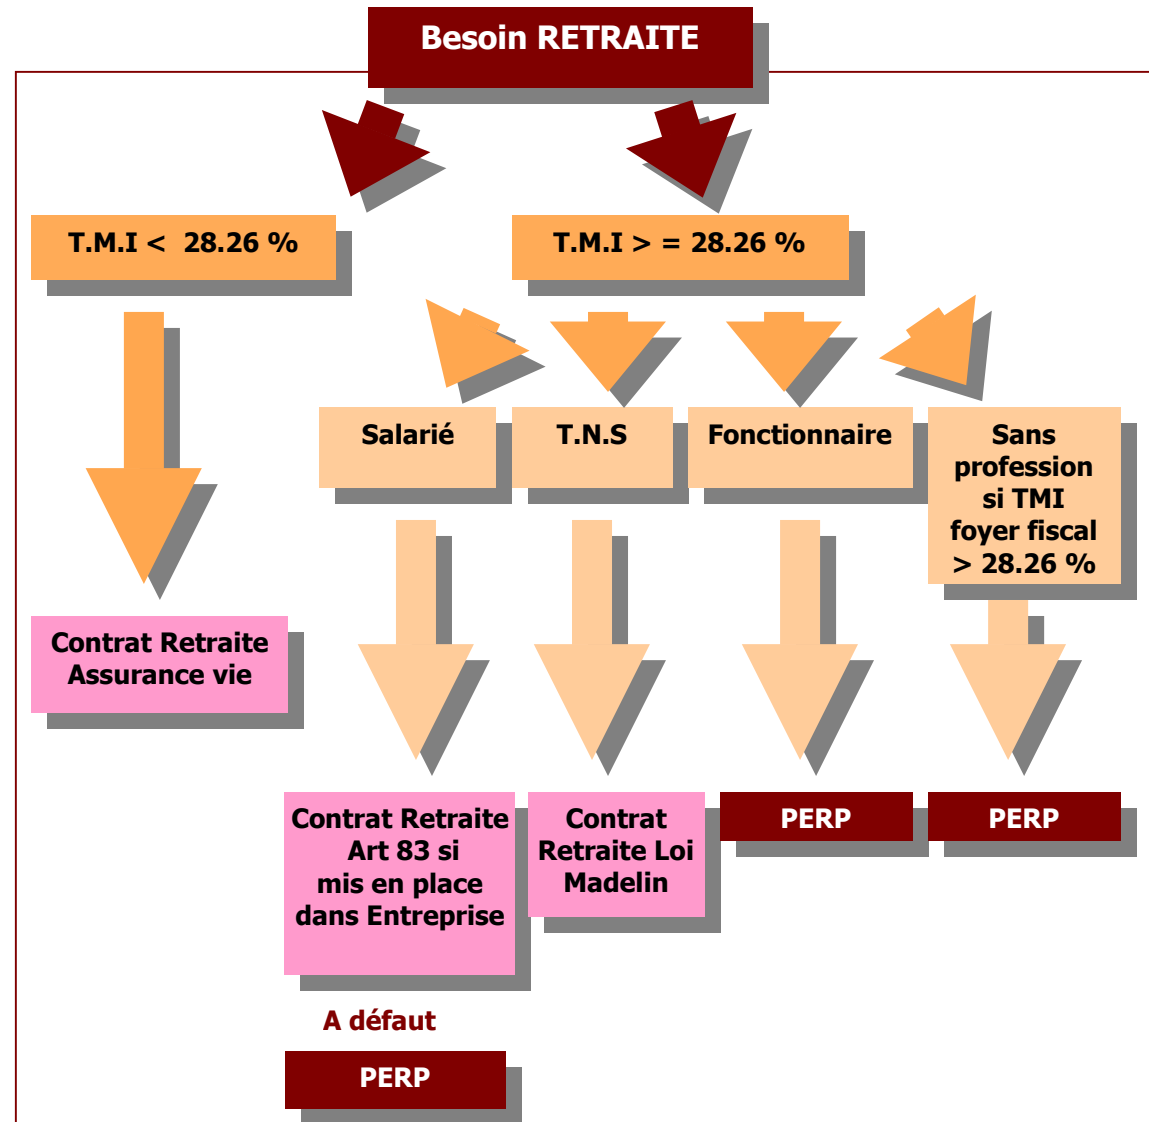 Besoin RETRAITE
T.M.I < 28.26 %
T.M.I > = 28.26 %
Salarié
T.N.S
Fonctionnaire
Sans
profession
si TMI
foyer fiscal
> 28.26 %
Contrat Retraite
Assurance vie
Contrat Retraite
Art 83 si
mis en place
dans Entreprise
Contrat
Retraite Loi
Madelin
PERP
PERP
A défaut
PERP